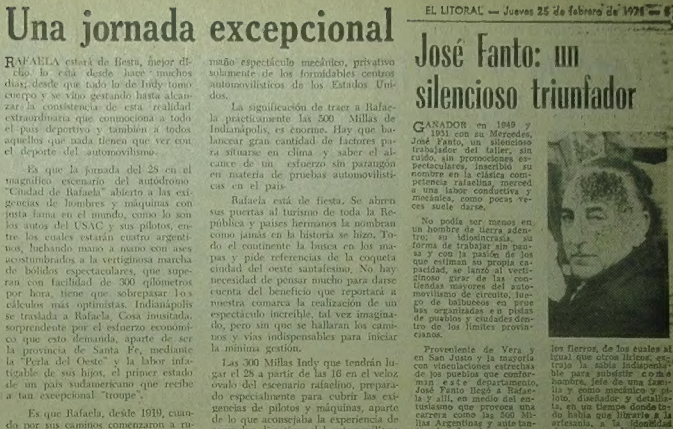 Una jornada excepcional
RAFAELA estará de fiesta, mejor di-
cho lo está desde hace muchos
días; desde que todo lo de Indy tomo
cuerpo y se vino gestando hasta alcan-
zar la consistencia de esta realidad
extraordinaria que conmociona a todo
el país deportivo y también a todos
aquellos que nada tienen que ver con
el deporte del automovilismo.
Es que la jornada del 28 en el
magnífico escenario del autódromo
"Ciudad de Rafaela" abierto a las exi-
gencias de hombres y máquinas con
justa fama en el mundo, como lo son
los autos del USAC y sus pilotos, en-
tre los cuales estarán cuatro argenti-
nos, luchando mano a mano con ases
acostumbrados a la vertiginosa marcha
de bólidos espectaculares, que supe-
ran con facilidad de 300 kilómetros
por hora, tiene que sobrepasar los
cálculos más optimistas. Indianápolis
se traslada a Rafaela. Cosa inusitada,
sorprendente por el esfuerzo económi-
co que esto demanda, aparte de ser
la provincia de Santa Fe, mediante la
"Perla del Oeste" y la labor infa-
tigable de sus hijos, el primer estado
de un país sudamericano que recibe
a tan excepcional "troupe".
Es que Rafaela, desde 1919, cuan-
do por sus caminos comenzaron a ru-
maño espectáculo mecánico, privativo
solamente de los formidables centros
automovilísticos de los Estados Uni-
dos.
La significación de traer a Rafae-
la prácticamente las 500 Millas de
Indianápolis, es enorme. Hay que ba-
lancear gran cantidad de factores pa-
ra situarse en clima y saber el al-
cance de un esfuerzo sin parangón
en materia de pruebas automovilísti-
cas en el país.
Rafaela está de fiesta. Se abren
sus puertas al turismo de toda la Re-
pública y países hermanos la nombran
como jamás en la historia se hizo. To-
do el continente la busca en los ma-
pas y pide referencias de la coqueta
ciudad del oeste santafesino. No hay
necesidad de pensar mucho para darse
cuenta del beneficio que reportará a
nuestra comarca la realización de un
espectáculo increíble, tal vez imagina-
do, pero sin que se hallaran los cami-
nos y vías indispensables para iniciar
la mínima gestión.
Las 300 Millas Indy que tendrán lu-
gar el 28 a partir de las 16 en el veloz
óvalo del escenario rafaelino, prepara-
do especialmente para cubrir las exi-
gencias de pilotos y máquinas, aparte
de lo que aconsejaba la experiencia de
EL LITORAL — Jueves 25 de febrero de 1971 —
José Fanto: un
silencioso triunfador
GANADOR en 1949 y
1951 con su Mercedes,
José Fanto, un silencioso
trabajador del taller, sin
ruido, sin promociones es-
pectaculares, inscribió su
nombre en la clásica com-
petencia rafaelina, merced
a una labor conductiva y
mecánica, como pocas ve-
ces suele darse.
No podía ser menos en
un hombre de tierra aden-
tro de su idiosincrasia,
su forma de trabajar sin pau-
sa y con la pasión de los
que estiman su propia ca-
pacidad, se lanzó al verti-
ginoso girar de las con-
tiendas mayores del auto-
movilismo de circuito, lue-
go de balbuceos en prue-
bas organizadas en pistas
de pueblos y ciudades den-
tro de los límites provin-
cianos.
Proveniente de Vera y
en San Justo y la mayoría
con vinculaciones estrechas
de los pueblos que confor-
man este departamento,
José Fanto llegó a Rafae-
la y allí, en medio del en-
tusiasmo que provoca una
carrera como las 500 Mi-
llas Argentinas y ante tan-
los fierros, de los cuales al
igual que otros líricos, ex-
trajo la sabia indispensa-
ble para subsistir como
hombre, jefe de una fami-
lia y como mecánico y pi-
loto, diseñador y detallis-
ta, en un tiempo donde to-
do había que librarlo a la
artesanía, a la identidad